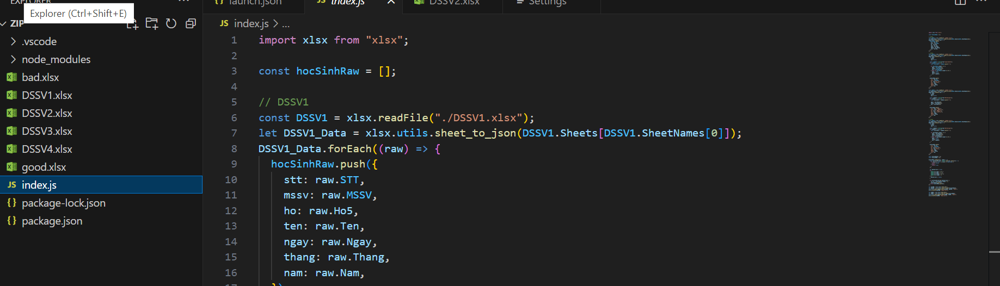 EXPLORER
Explorer (Ctrl+Shift+E)
ZIP
.vscode
node_modules
bad.xlsx
DSSV1.xlsx
DSSV2.xlsx
DSSV3.xlsx
DSSV4.xlsx
good.xlsx
JS index.js
{} package-lock.json
{} package.json
{} launch.json
JS index.js
DSSV2.xlsx
Settings
JS index.js > ...
1 import xlsx from "xlsx";
2
3 const hocSinhRaw = [];
4
5 // DSSV1
6 const DSSV1 = xlsx.readFile("./DSSV1.xlsx");
7 let DSSV1_Data = xlsx.utils.sheet_to_json(DSSV1.Sheets[DSSV1.SheetNames[0]]);
8 DSSV1_Data.forEach((raw) => {
9 hocSinhRaw.push({
10 stt: raw.STT,
11 mssv: raw.MSSV,
12 ho: raw.Ho5,
13 ten: raw.Ten,
14 ngay: raw.Ngay,
15 thang: raw.Thang,
16 nam: raw.Nam,
17 })